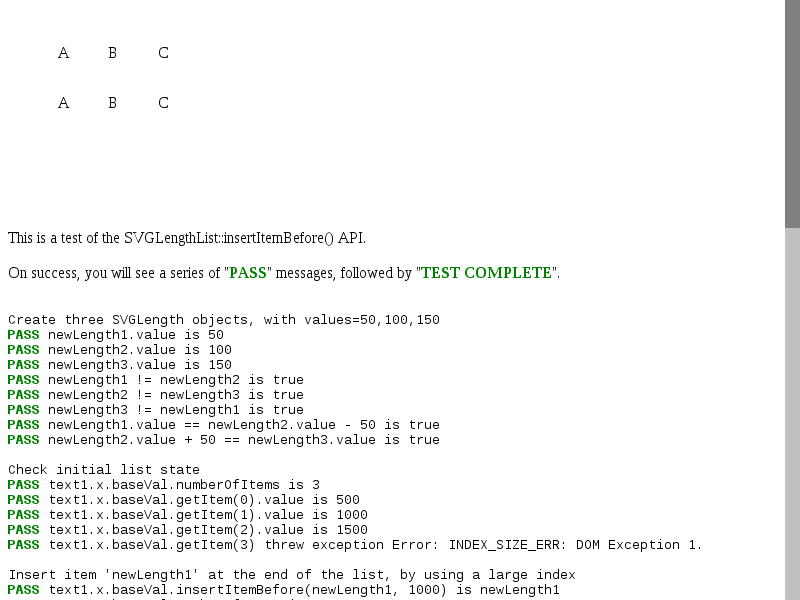 A B C
A B C
This is a test of the SVGLengthList::insertItemBefore() API.
On success, you will see a series of "PASS" messages, followed by "TEST COMPLETE".
Create three SVGLength objects, with values=50,100,150
PASS newLength1.value is 50
PASS newLength2.value is 100
PASS newLength3.value is 150
PASS newLength1 != newLength2 is true
PASS newLength2 != newLength3 is true
PASS newLength3 != newLength1 is true
PASS newLength1.value == newLength2.value - 50 is true
PASS newLength2.value + 50 == newLength3.value is true
Check initial list state
PASS text1.x.baseVal.numberOfItems is 3
PASS text1.x.baseVal.getItem(0).value is 500
PASS text1.x.baseVal.getItem(1).value is 1000
PASS text1.x.baseVal.getItem(2).value is 1500
PASS text1.x.baseVal.getItem(3) threw exception Error: INDEX_SIZE_ERR: DOM Exception 1.
Insert item 'newLength1' at the end of the list, by using a large index
PASS text1.x.baseVal.insertItemBefore(newLength1, 1000) is newLength1